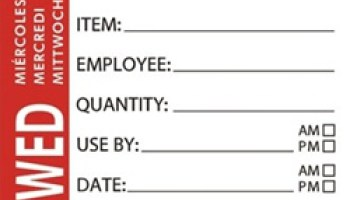 WED
MIÉRCOLES
MERCREDI
MITTWOCH
ITEM:
EMPLOYEE:
QUANTITY:
USE BY: AM PM
DATE: AM PM